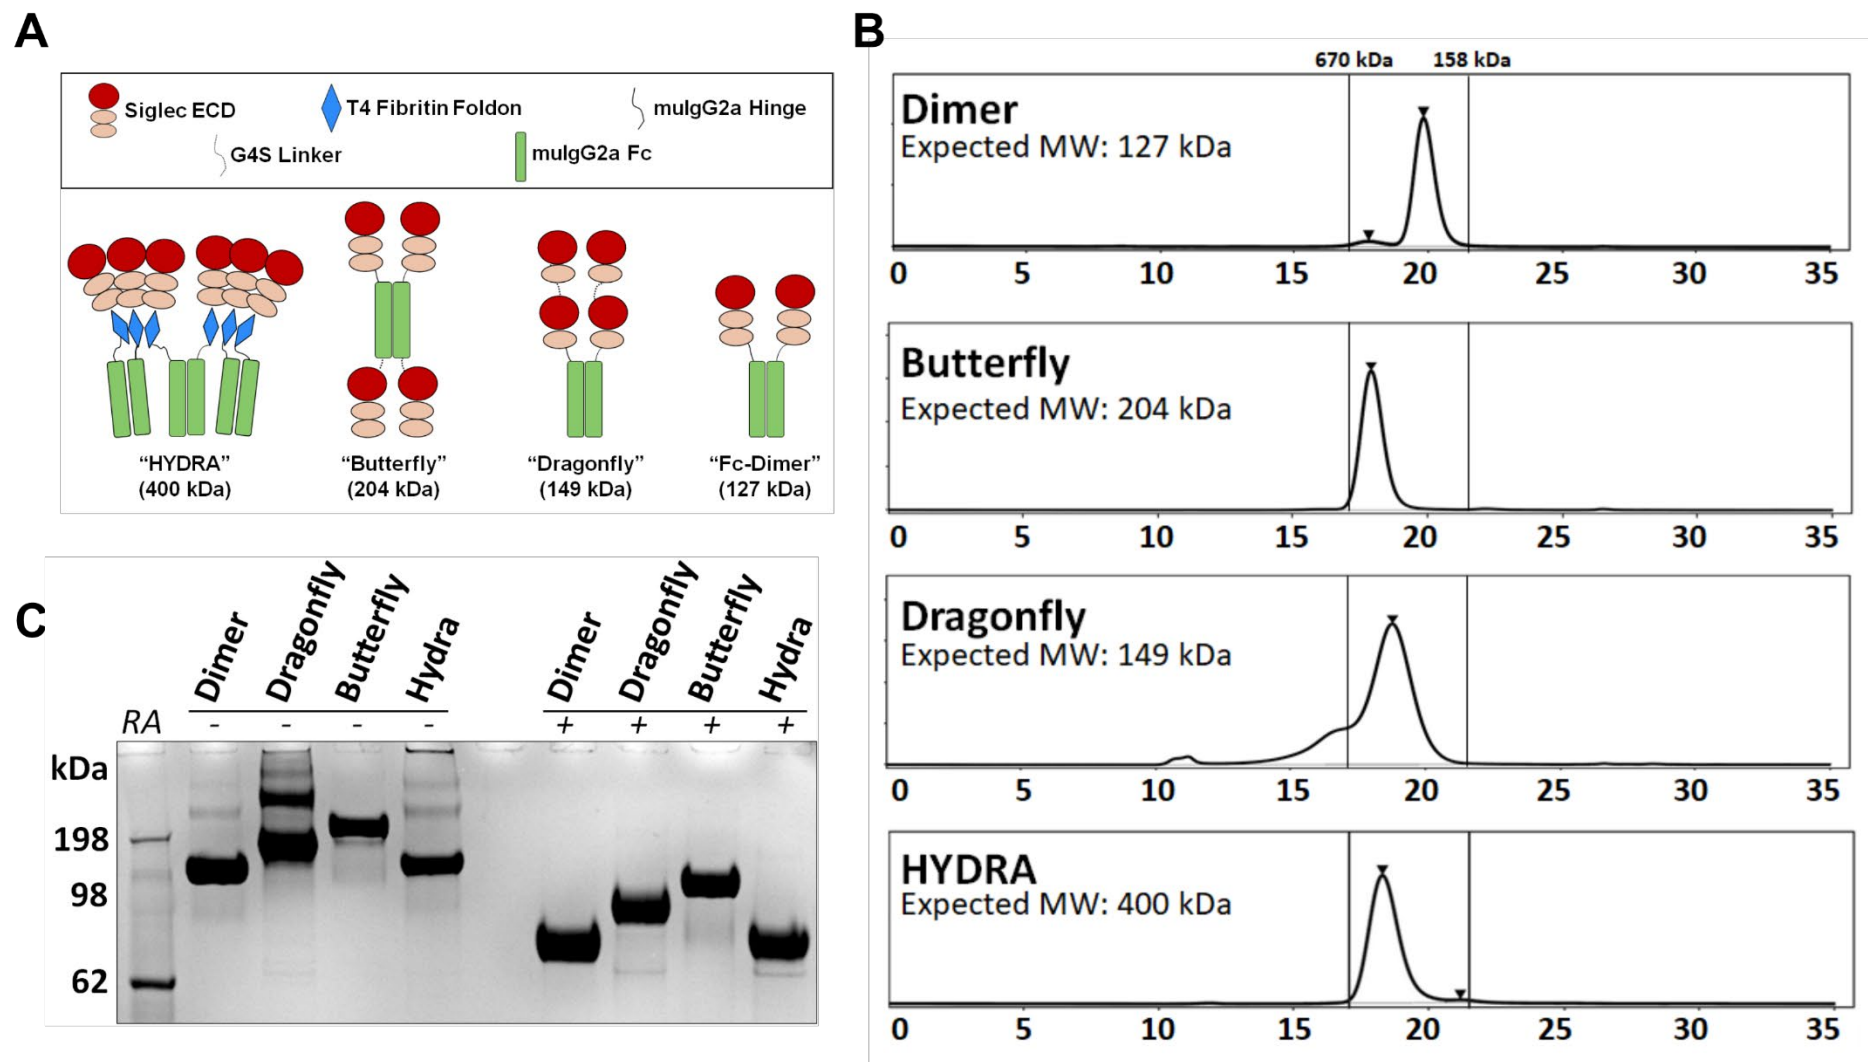 A
Siglec ECD
T4 Fibritin Foldon
muIgG2a Hinge
G4S Linker
muIgG2a Fc
“HYDRA”
(400 kDa)
“Butterfly”
(204 kDa)
“Dragonfly”
(149 kDa)
“Fc-Dimer”
(127 kDa)
B
670 kDa 158 kDa
Dimer
Expected MW: 127 kDa
0 5 10 15 20 25 30 35
Butterfly
Expected MW: 204 kDa
0 5 10 15 20 25 30 35
Dragonfly
Expected MW: 149 kDa
0 5 10 15 20 25 30 35
HYDRA
Expected MW: 400 kDa
0 5 10 15 20 25 30 35
C
Dimer Dragonfly Butterfly Hydra Dimer Dragonfly Butterfly Hydra
RA - - - - + + + +
kDa
198
98
62